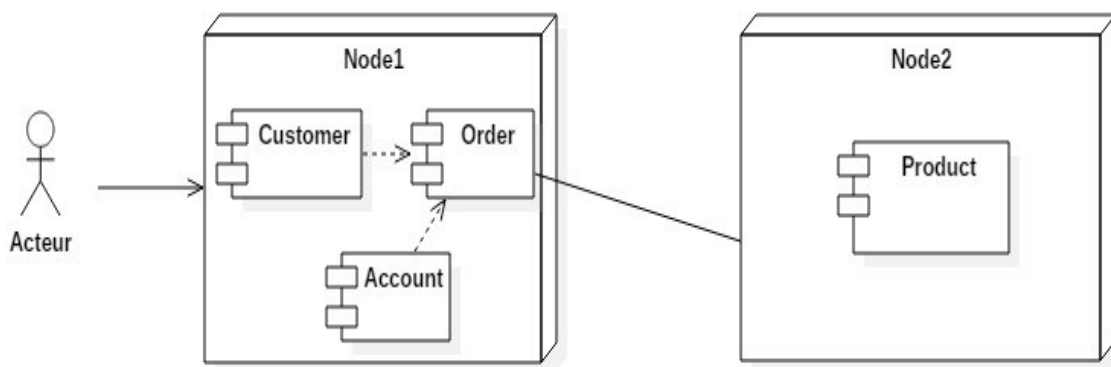 Node1
Node2
Customer
Order
Product
Acteur
Account